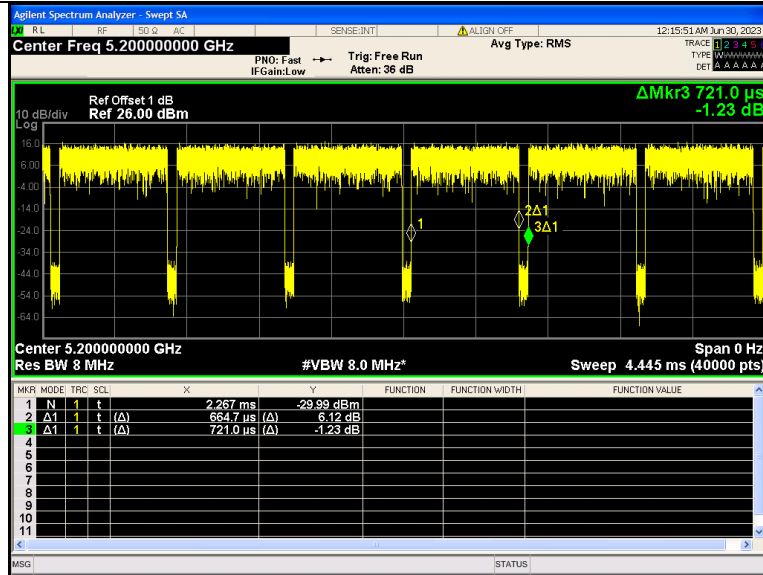 Agilent Spectrum Analyzer - Swept SA
RL RF 50 Ω AC SENSE:INT ALIGN OFF 12:15:51 AM Jun 30, 2023
Center Freq 5.200000000 GHz Avg Type: RMS TRACE 1 2 3 4 5
PNO: Fast Trig: Free Run TYPE W
IFGain:Low Atten: 36 dB DET A A A A A
ΔMkr3 721.0 µs
Ref Offset 1 dB
10 dB/div Ref 26.00 dBm -1.23 dB
Log
16.0
6.00
-4.00
-14.0
-24.0
-34.0
-44.0
-54.0
-64.0
1
2Δ1
3Δ1
Center 5.200000000 GHz Span 0 Hz
Res BW 8 MHz #VBW 8.0 MHz* Sweep 4.445 ms (40000 pts)
MKR MODE TRC SCL X Y FUNCTION FUNCTION WIDTH FUNCTION VALUE
1 N 1 t 2.267 ms -29.99 dBm
2 Δ1 1 t (Δ) 664.7 µs (Δ) 6.12 dB
3 Δ1 1 t (Δ) 721.0 µs (Δ) -1.23 dB
4
5
6
7
8
9
10
11
MSG STATUS